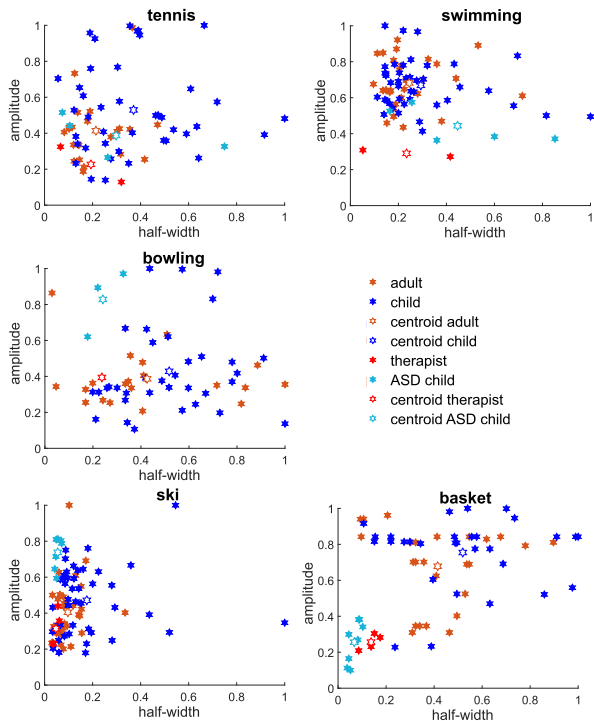 tennis
1
0.8
0.6
0.4
0.2
0
amplitude
0 0.2 0.4 0.6 0.8 1
half-width
swimming
1
0.8
0.6
0.4
0.2
0
amplitude
0 0.2 0.4 0.6 0.8 1
half-width
bowling
1
0.8
0.6
0.4
0.2
0
amplitude
0 0.2 0.4 0.6 0.8 1
half-width
adult
child
centroid adult
centroid child
therapist
ASD child
centroid therapist
centroid ASD child
ski
1
0.8
0.6
0.4
0.2
0
amplitude
0 0.2 0.4 0.6 0.8 1
half-width
basket
1
0.8
0.6
0.4
0.2
0
amplitude
0 0.2 0.4 0.6 0.8 1
half-width